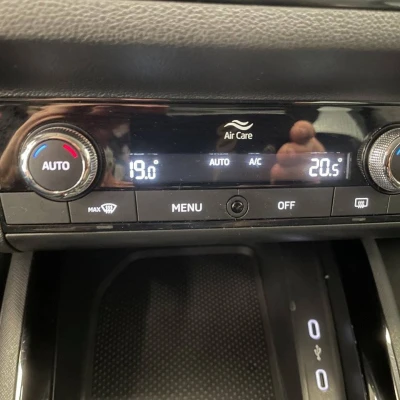 Air Care
AUTO 19.0° AUTO A/C 20.5°
MAX MENU OFF